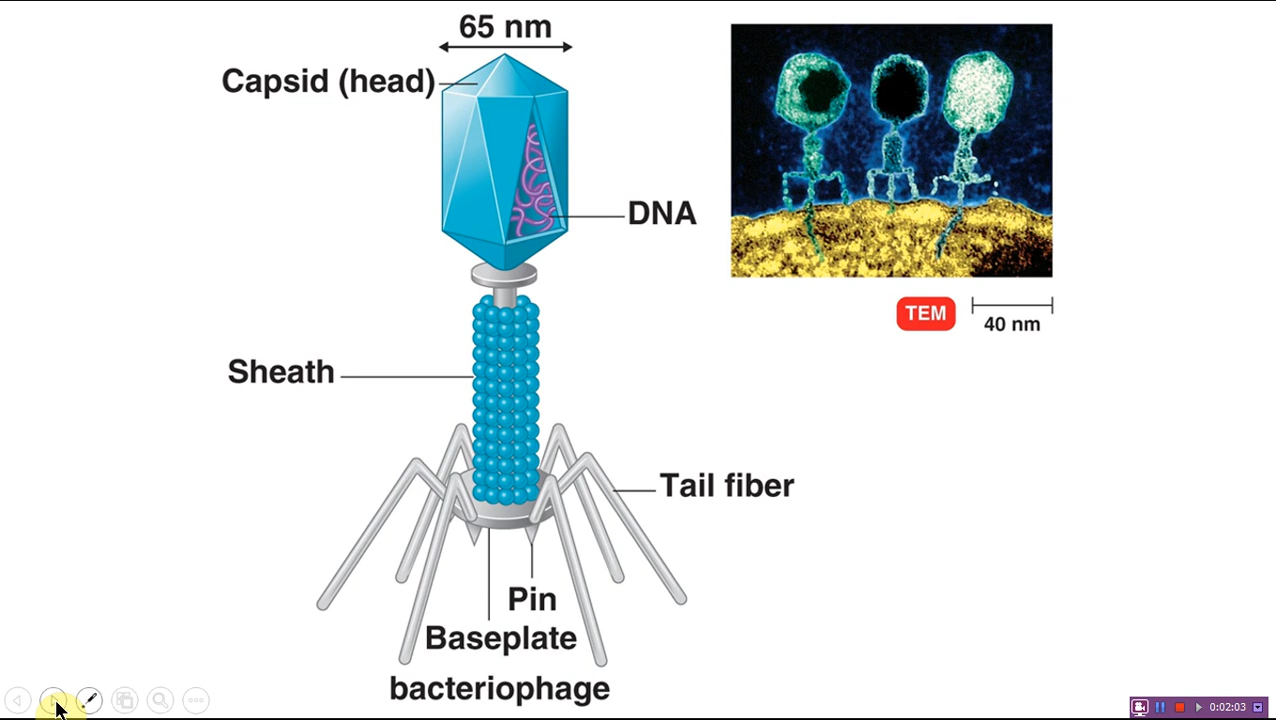 65 nm
Capsid (head)
DNA
TEM
40 nm
Sheath
Tail fiber
Pin
Baseplate
bacteriophage
0:02:03